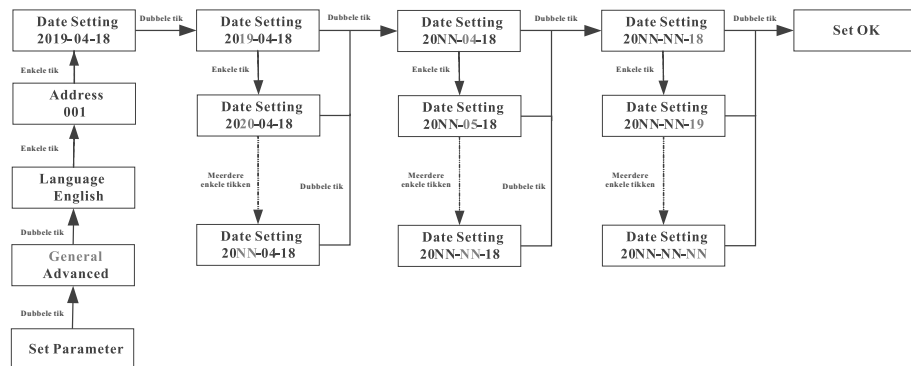 Date Setting
2019-04-18
Dubbele tik
Date Setting
2019-04-18
Dubbele tik
Date Setting
20NN-04-18
Dubbele tik
Date Setting
20NN-NN-18
Dubbele tik
Set OK
Enkele tik
Enkele tik
Enkele tik
Enkele tik
Address
001
Date Setting
2020-04-18
Date Setting
20NN-05-18
Date Setting
20NN-NN-19
Enkele tik
Language
English
Meerdere
enkele tikken
Dubbele tik
Meerdere
enkele tikken
Dubbele tik
Meerdere
enkele tikken
Dubbele tik
General
Advanced
Date Setting
20NN-04-18
Date Setting
20NN-NN-18
Date Setting
20NN-NN-NN
Dubbele tik
Set Parameter